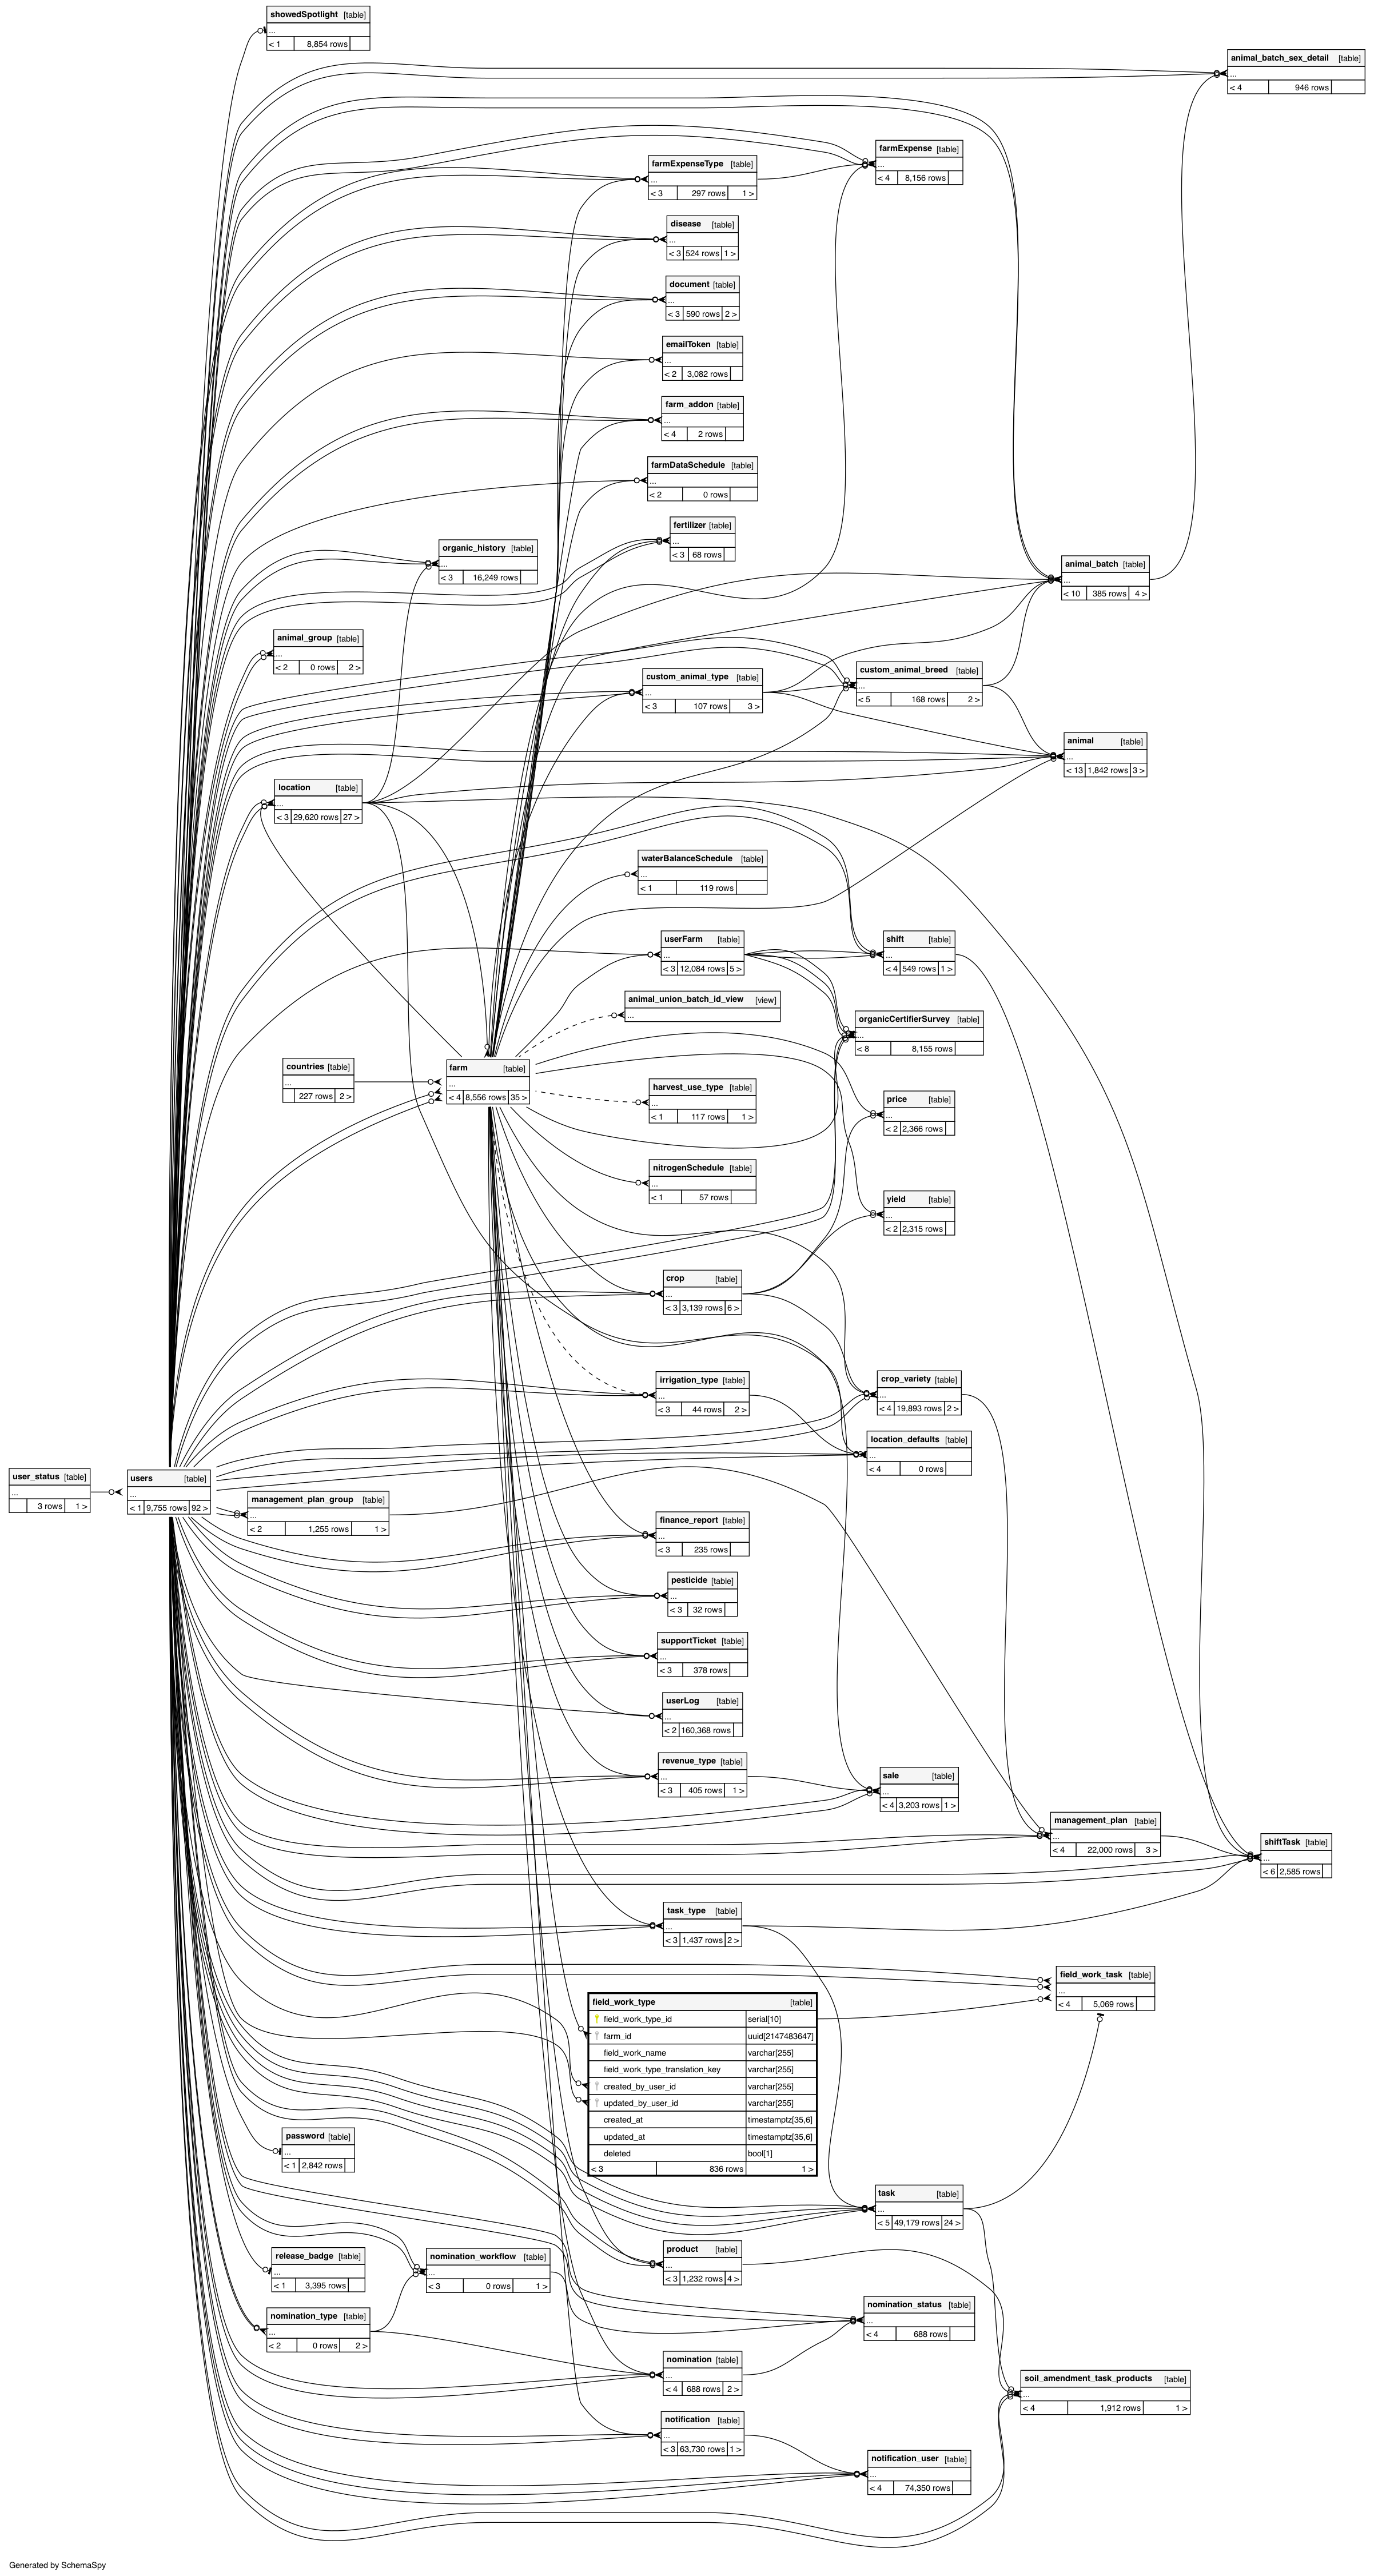 showedSpotlight [table]
...
< 1 8,854 rows
animal_batch_sex_detail [table]
...
< 4 946 rows
farmExpense [table]
...
< 4 8,156 rows
farmExpenseType [table]
...
< 3 297 rows 1 >
disease [table]
...
< 3 524 rows 1 >
document [table]
...
< 3 590 rows 2 >
emailToken [table]
...
< 2 3,082 rows
farm_addon [table]
...
< 4 2 rows
farmDataSchedule [table]
...
< 2 0 rows
fertilizer [table]
...
< 3 68 rows
organic_history [table]
...
< 3 16,249 rows
animal_batch [table]
...
< 10 385 rows 4 >
animal_group [table]
...
< 2 0 rows 2 >
custom_animal_breed [table]
...
< 5 168 rows 2 >
custom_animal_type [table]
...
< 3 107 rows 3 >
animal [table]
...
< 13 1,842 rows 3 >
location [table]
...
< 3 29,620 rows 27 >
waterBalanceSchedule [table]
...
< 1 119 rows
userFarm [table]
...
< 3 12,084 rows 5 >
shift [table]
...
< 4 549 rows 1 >
animal_union_batch_id_view [view]
...
organicCertifierSurvey [table]
...
< 8 8,155 rows
countries [table]
...
227 rows 2 >
farm [table]
...
< 4 8,556 rows 35 >
harvest_use_type [table]
...
< 1 117 rows 1 >
price [table]
...
< 2 2,366 rows
nitrogenSchedule [table]
...
< 1 57 rows
yield [table]
...
< 2 2,315 rows
crop [table]
...
< 3 3,139 rows 6 >
irrigation_type [table]
...
< 3 44 rows 2 >
crop_variety [table]
...
< 4 19,893 rows 2 >
location_defaults [table]
...
< 4 0 rows
user_status [table]
...
3 rows 1 >
users [table]
...
< 1 9,755 rows 92 >
management_plan_group [table]
...
< 2 1,255 rows 1 >
finance_report [table]
...
< 3 235 rows
pesticide [table]
...
< 3 32 rows
supportTicket [table]
...
< 3 378 rows
userLog [table]
...
< 2 160,368 rows
revenue_type [table]
...
< 3 405 rows 1 >
sale [table]
...
< 4 3,203 rows 1 >
management_plan [table]
...
< 4 22,000 rows 3 >
shiftTask [table]
...
< 6 2,585 rows
task_type [table]
...
< 3 1,437 rows 2 >
field_work_task [table]
...
< 4 5,069 rows
field_work_type [table]
field_work_type_id serial[10]
farm_id uuid[2147483647]
field_work_name varchar[255]
field_work_type_translation_key varchar[255]
created_by_user_id varchar[255]
updated_by_user_id varchar[255]
created_at timestamptz[35,6]
updated_at timestamptz[35,6]
deleted bool[1]
< 3 836 rows 1 >
password [table]
...
< 1 2,842 rows
task [table]
...
< 5 49,179 rows 24 >
product [table]
...
< 3 1,232 rows 4 >
release_badge [table]
...
< 1 3,395 rows
nomination_workflow [table]
...
< 3 0 rows 1 >
nomination_status [table]
...
< 4 688 rows
nomination_type [table]
...
< 2 0 rows 2 >
nomination [table]
...
< 4 688 rows 2 >
soil_amendment_task_products [table]
...
< 4 1,912 rows 1 >
notification [table]
...
< 3 63,730 rows 1 >
notification_user [table]
...
< 4 74,350 rows
Generated by SchemaSpy